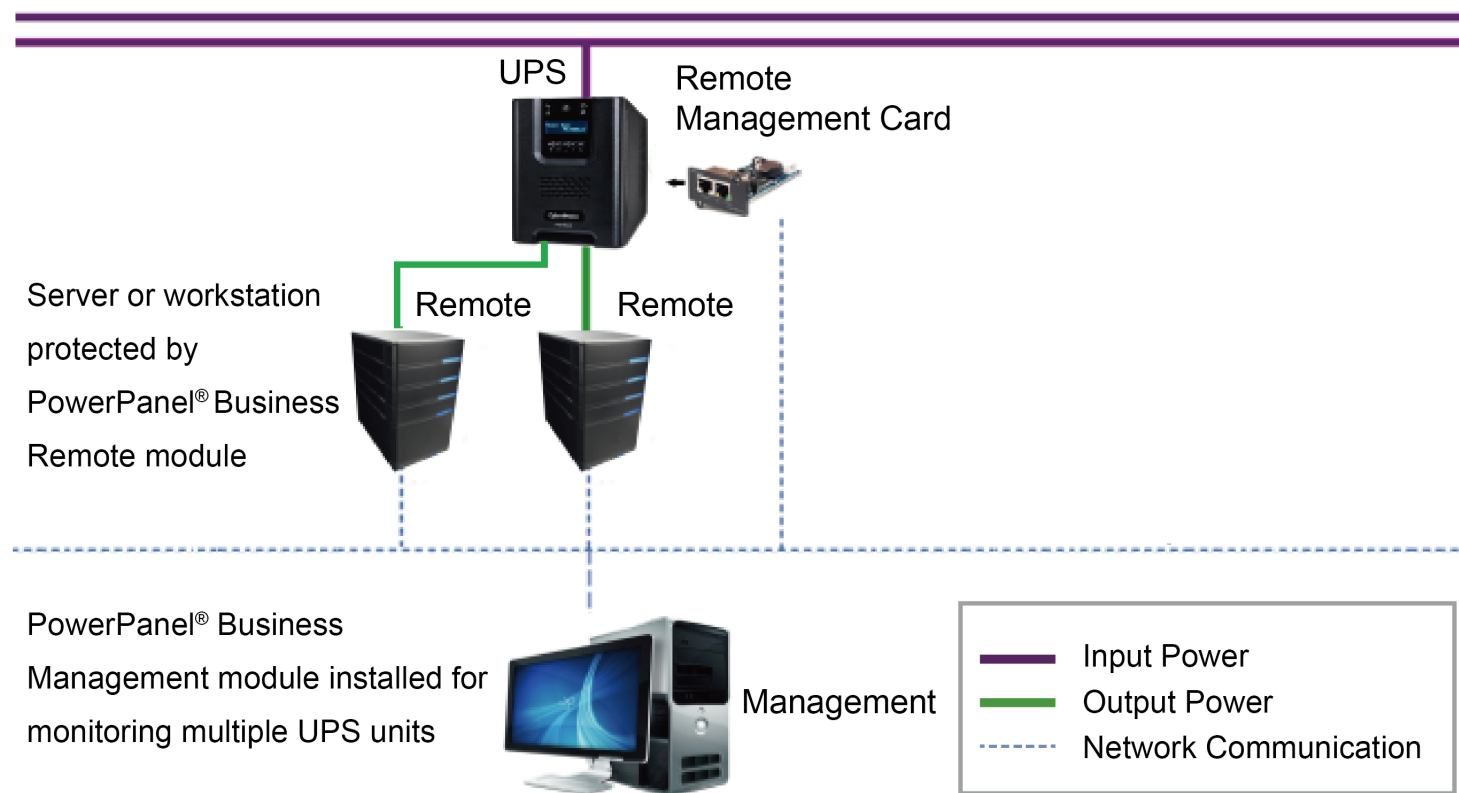 UPS
Remote
Management Card
Server or workstation
protected by
PowerPanel® Business
Remote module
Remote
Remote
PowerPanel® Business
Management module installed for
monitoring multiple UPS units
Management
Input Power
Output Power
Network Communication